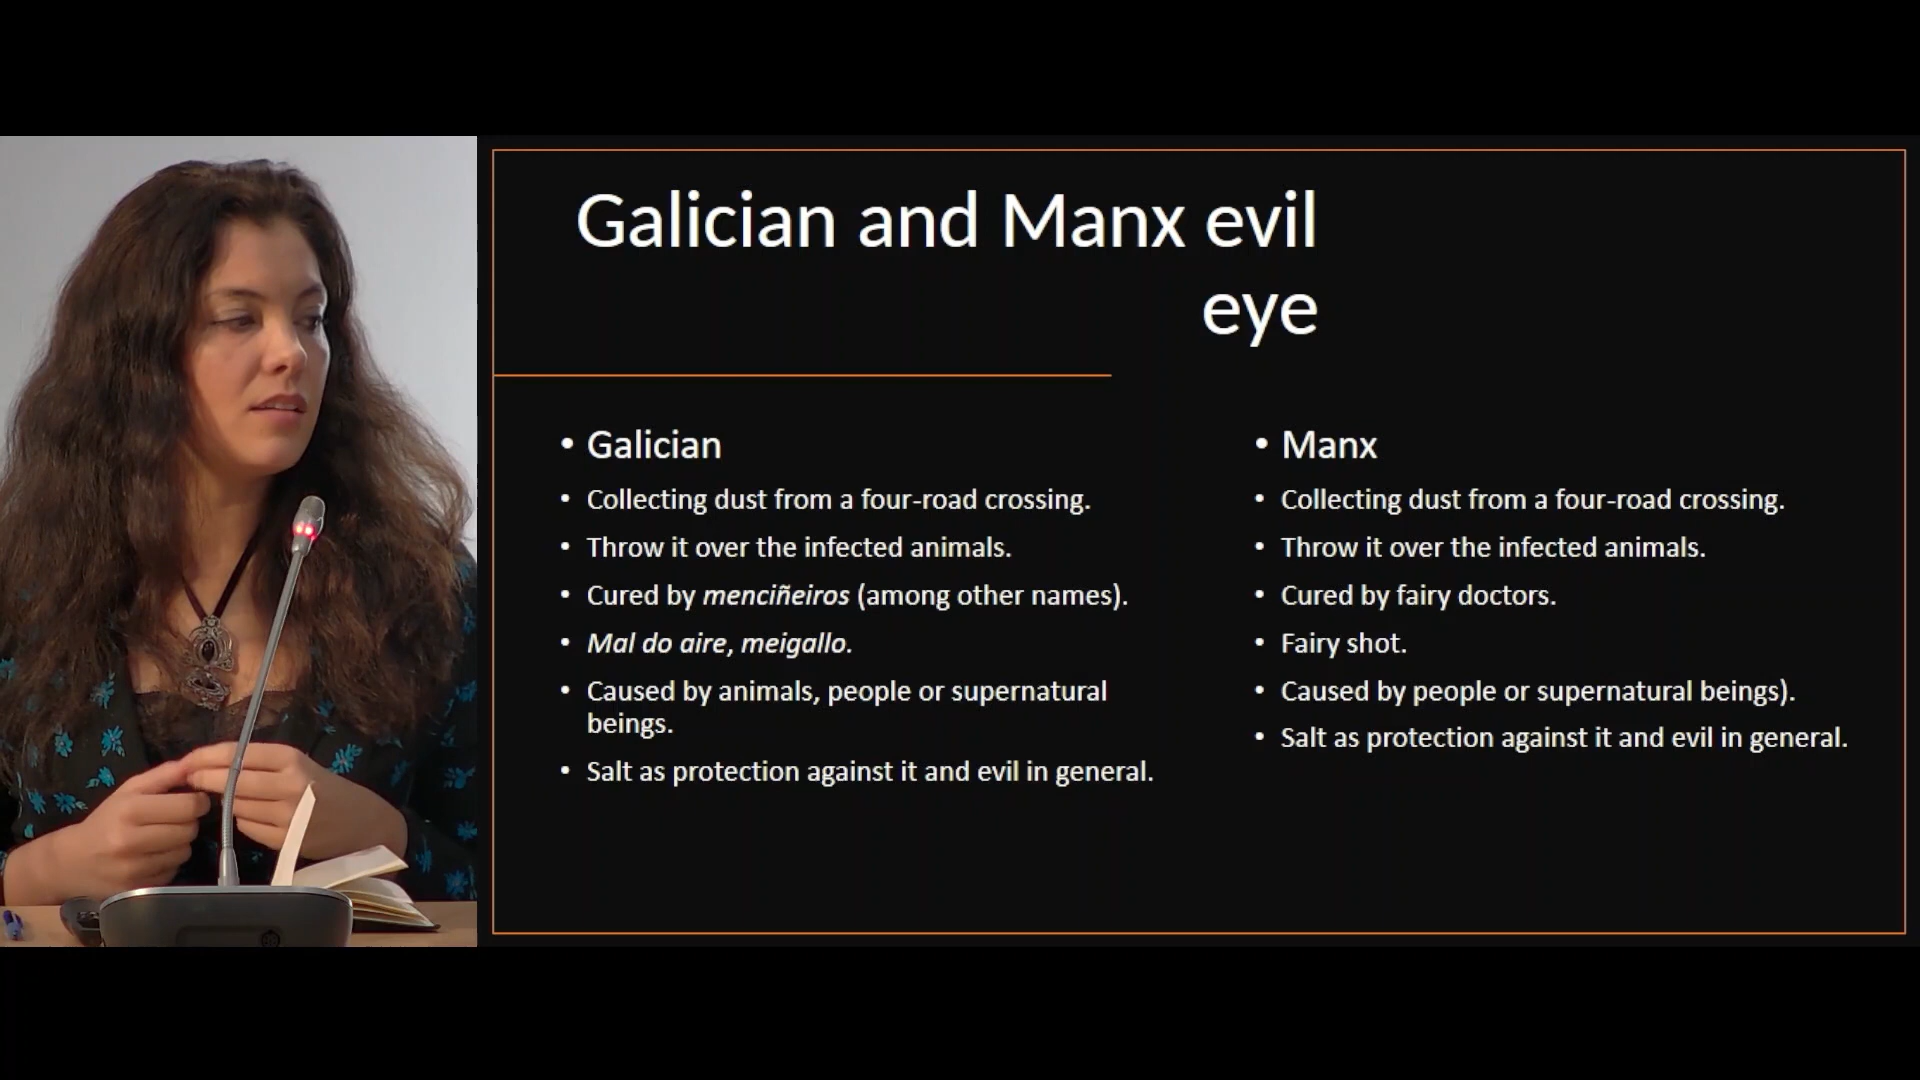 Galician and Manx evil
eye
• Galician
• Collecting dust from a four-road crossing.
• Throw it over the infected animals.
• Cured by menciñeiros (among other names).
• Mal do aire, meigallo.
• Caused by animals, people or supernatural
beings.
• Salt as protection against it and evil in general.
• Manx
• Collecting dust from a four-road crossing.
• Throw it over the infected animals.
• Cured by fairy doctors.
• Fairy shot.
• Caused by people or supernatural beings).
• Salt as protection against it and evil in general.